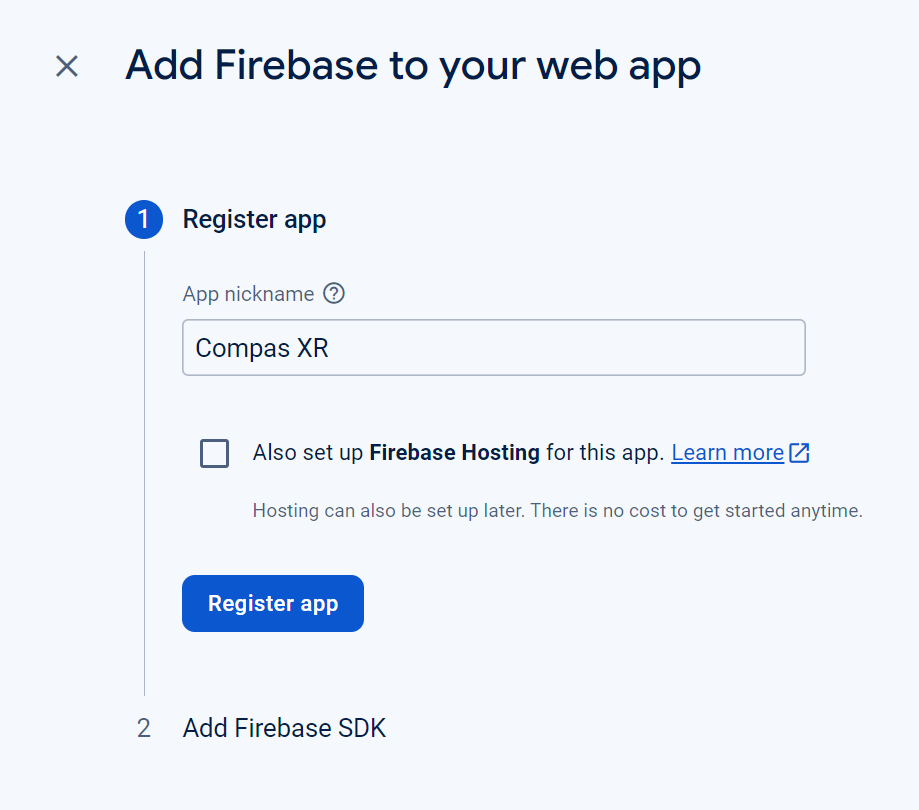 Add Firebase to your web app
1 Register app
App nickname
Compas XR
Also set up Firebase Hosting for this app. Learn more
Hosting can also be set up later. There is no cost to get started anytime.
Register app
2 Add Firebase SDK